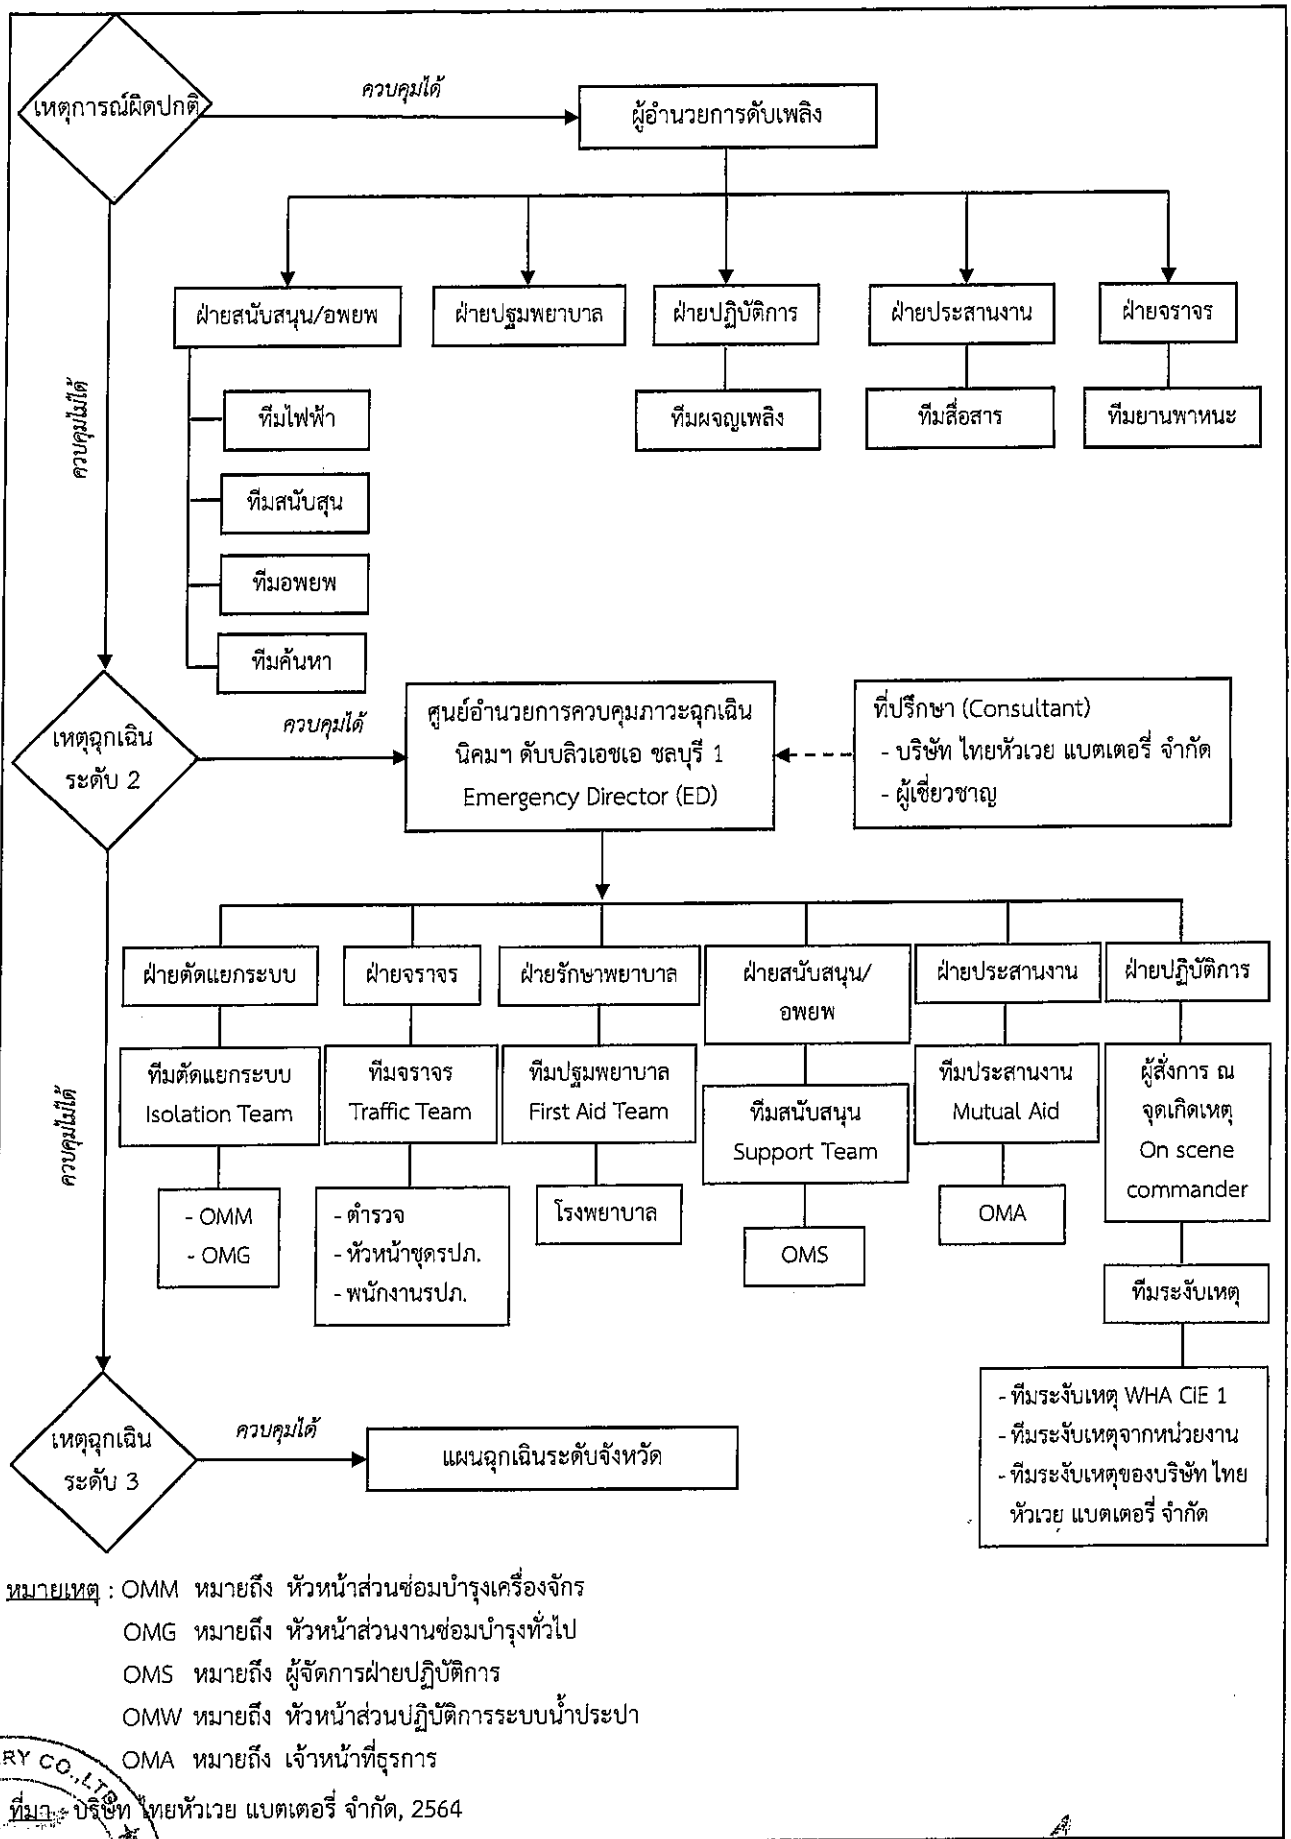 เหตุการณ์ผิดปกติ
ควบคุมได้
ผู้อำนวยการดับเพลิง
ควบคุมไม่ได้
ฝ่ายสนับสนุน/อพยพ
ฝ่ายปฐมพยาบาล
ฝ่ายปฏิบัติการ
ฝ่ายประสานงาน
ฝ่ายจราจร
ทีมไฟฟ้า
ทีมผจญเพลิง
ทีมสื่อสาร
ทีมยานพาหนะ
ทีมสนับสุน
ทีมอพยพ
ทีมค้นหา
เหตุฉุกเฉิน
ระดับ 2
ควบคุมได้
ศูนย์อำนวยการควบคุมภาวะฉุกเฉิน
นิคมฯ ดับบลิวเอชเอ ชลบุรี 1
Emergency Director (ED)
ที่ปรึกษา (Consultant)
- บริษัท ไทยหัวเวย แบตเตอรี่ จำกัด
- ผู้เชี่ยวชาญ
ควบคุมไม่ได้
ฝ่ายตัดแยกระบบ
ฝ่ายจราจร
ฝ่ายรักษาพยาบาล
ฝ่ายสนับสนุน/
อพยพ
ฝ่ายประสานงาน
ฝ่ายปฏิบัติการ
ทีมตัดแยกระบบ
Isolation Team
ทีมจราจร
Traffic Team
ทีมปฐมพยาบาล
First Aid Team
ทีมสนับสนุน
Support Team
ทีมประสานงาน
Mutual Aid
ผู้สั่งการ ณ
จุดเกิดเหตุ
On scene
commander
- OMM
- OMG
- ตำรวจ
- หัวหน้าชุดรปภ.
- พนักงานรปภ.
โรงพยาบาล
OMS
OMA
ทีมระงับเหตุ
- ทีมระงับเหตุ WHA CIE 1
- ทีมระงับเหตุจากหน่วยงาน
- ทีมระงับเหตุของบริษัท ไทย
หัวเวย แบตเตอรี่ จำกัด
เหตุฉุกเฉิน
ระดับ 3
ควบคุมได้
แผนฉุกเฉินระดับจังหวัด
หมายเหตุ : OMM หมายถึง หัวหน้าส่วนซ่อมบำรุงเครื่องจักร
OMG หมายถึง หัวหน้าส่วนงานซ่อมบำรุงทั่วไป
OMS หมายถึง ผู้จัดการฝ่ายปฏิบัติการ
OMW หมายถึง หัวหน้าส่วนปฏิบัติการระบบน้ำประปา
OMA หมายถึง เจ้าหน้าที่ธุรการ
RY CO.,LTD
ที่มา : บริษัท ไทยหัวเวย แบตเตอรี่ จำกัด, 2564